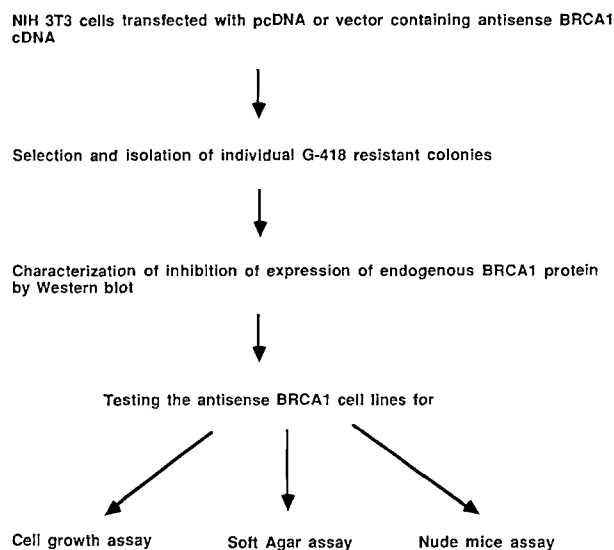 NIH 3T3 cells transfected with pcDNA or vector containing antisense BRCA1
cDNA
Selection and isolation of individual G-418 resistant colonies
Characterization of inhibition of expression of endogenous BRCA1 protein
by Western blot
Testing the antisense BRCA1 cell lines for
Cell growth assay Soft Agar assay Nude mice assay